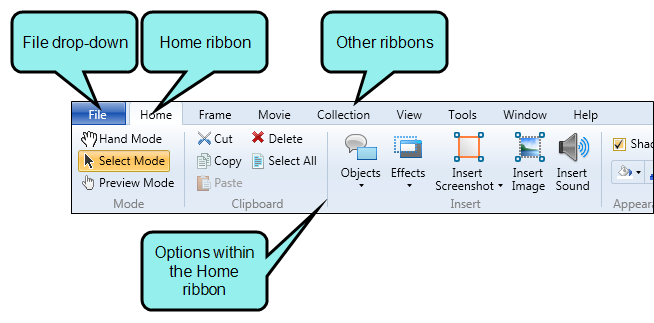 File drop-down
Home ribbon
Other ribbons
File Home Frame Movie Collection View Tools Window Help
Hand Mode
Select Mode
Preview Mode
Mode
Cut
Copy
Paste
Delete
Select All
Clipboard
Objects
Effects
Insert
Screenshot
Insert
Image
Insert
Sound
Insert
Shad
Appeara
Options within
the Home
ribbon